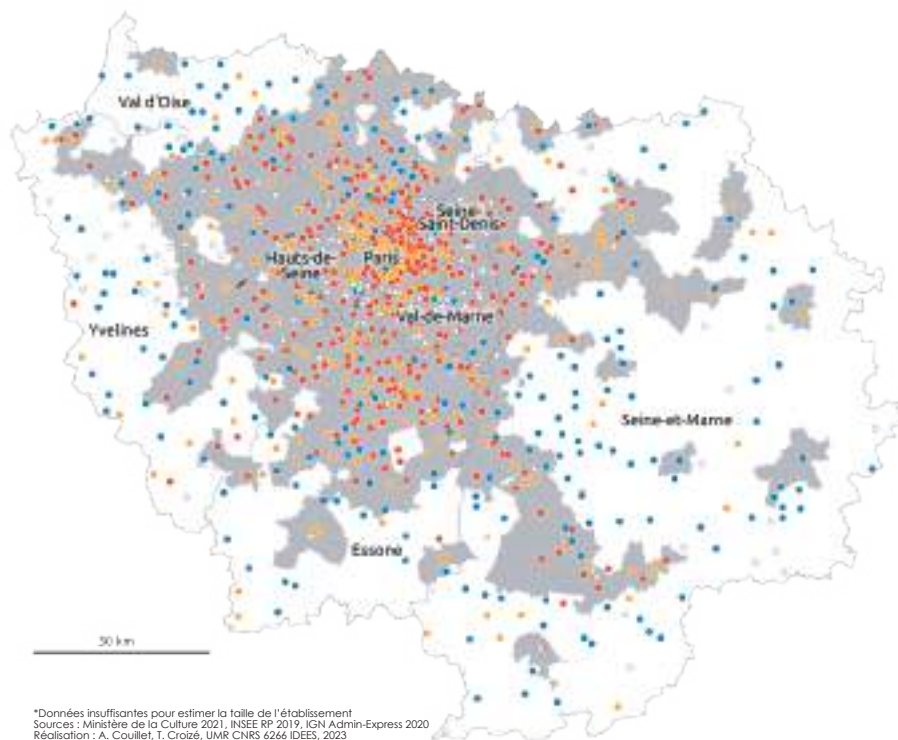 Val d'Oise
Seine-
Saint-Denis
Hauts-de-
Seine
Paris
Val-de-Marne
Yvelines
Seine-et-Marne
Essone
30 km
*Données insuffisantes pour estimer la taille de l'établissement
Sources : Ministère de la Culture 2021, INSEE RP 2019, IGN Admin-Express 2020
Réalisation : A. Couillet, T. Croizé, UMR CNRS 6266 IDEES, 2023